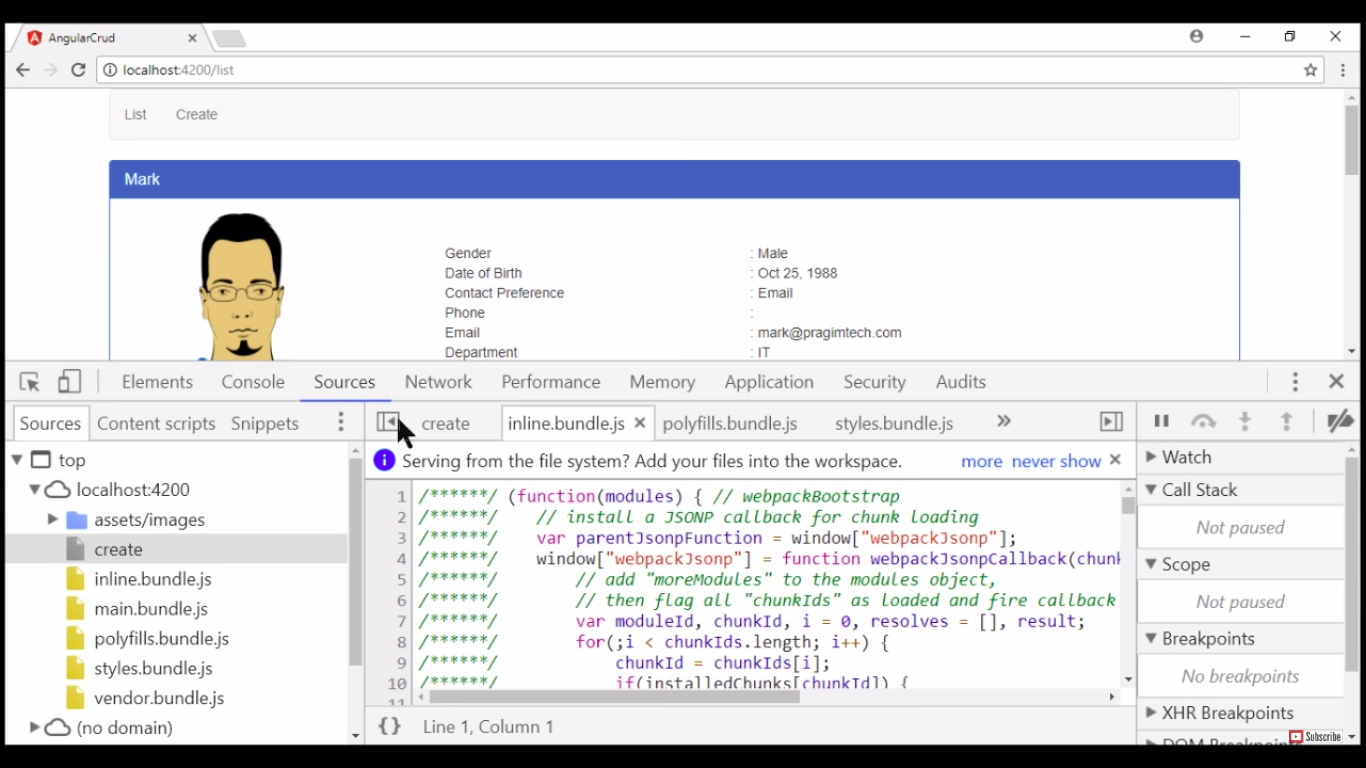 AngularCrud
localhost:4200/list
List Create
Mark
Gender : Male
Date of Birth : Oct 25, 1988
Contact Preference : Email
Phone :
Email : mark@pragimtech.com
Department : IT
Elements Console Sources Network Performance Memory Application Security Audits
Sources Content scripts Snippets
create inline.bundle.js polyfills.bundle.js styles.bundle.js
Serving from the file system? Add your files into the workspace. more never show
top
localhost:4200
assets/images
create
inline.bundle.js
main.bundle.js
polyfills.bundle.js
styles.bundle.js
vendor.bundle.js
(no domain)
1 /******/ (function(modules) { // webpackBootstrap
2 /******/ // install a JSONP callback for chunk loading
3 /******/ var parentJsonpFunction = window["webpackJsonp"];
4 /******/ window["webpackJsonp"] = function webpackJsonpCallback(chunk
5 /******/ // add "moreModules" to the modules object,
6 /******/ // then flag all "chunkIds" as loaded and fire callback
7 /******/ var moduleId, chunkId, i = 0, resolves = [], result;
8 /******/ for(;i < chunkIds.length; i++) {
9 /******/ chunkId = chunkIds[i];
10 /******/ if(installedChunks[chunkId]) {
11
{} Line 1, Column 1
Watch
Call Stack
Not paused
Scope
Not paused
Breakpoints
No breakpoints
XHR Breakpoints
DOM Breakpoin
Subscribe